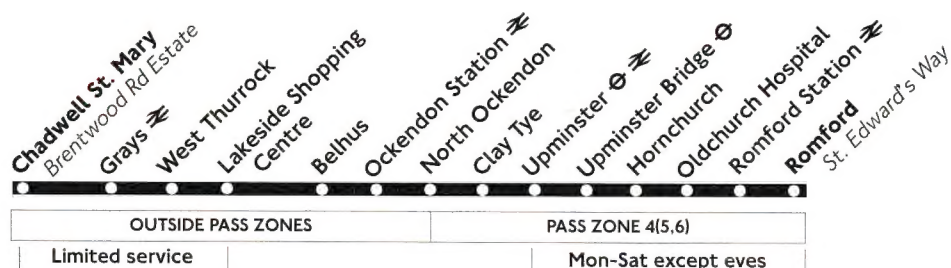 Chadwell St. Mary
Brentwood Rd Estate
Grays
West Thurrock
Lakeside Shopping
Centre
Belhus
Ockendon Station
North Ockendon
Clay Tye
Upminster
Upminster Bridge
Hornchurch
Oldchurch Hospital
Romford Station
Romford
St. Edward's Way
OUTSIDE PASS ZONES
PASS ZONE 4(5,6)
Limited service
Mon-Sat except eves